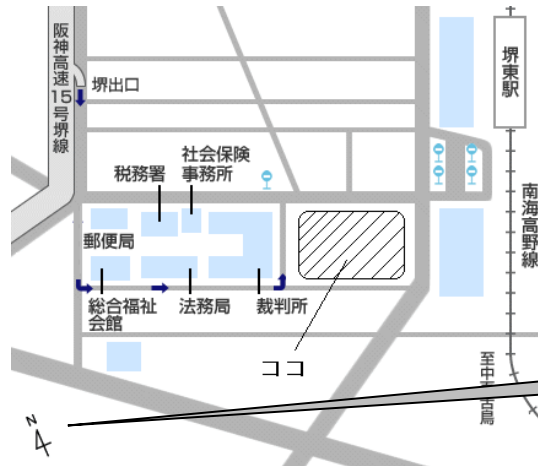 阪神高速15号堺線
堺出口
堺東駅
社会保険
事務所
税務署
南海高野線
郵便局
総合福祉
会館
法務局
裁判所
ココ
至中百舌鳥
N